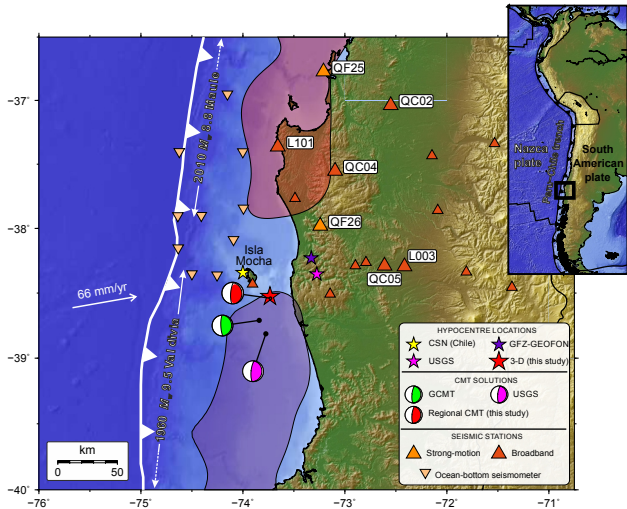 −37°
−38°
−39°
−40°
−76°
−75°
−74°
−73°
−72°
−71°
2010 Mw 8.8 Maule
1960 Mw 9.5 Valdivia
66 mm/yr
QF25
QC02
L101
QC04
QF26
L003
QC05
Isla
Mocha
km
0
50
Nazca
plate
Peru-Chile trench
South
American
plate
HYPOCENTRE LOCATIONS
CSN (Chile)
GFZ-GEOFON
USGS
3-D (this study)
CMT SOLUTIONS
GCMT
USGS
Regional CMT (this study)
SEISMIC STATIONS
Strong-motion
Broadband
Ocean-bottom seismometer